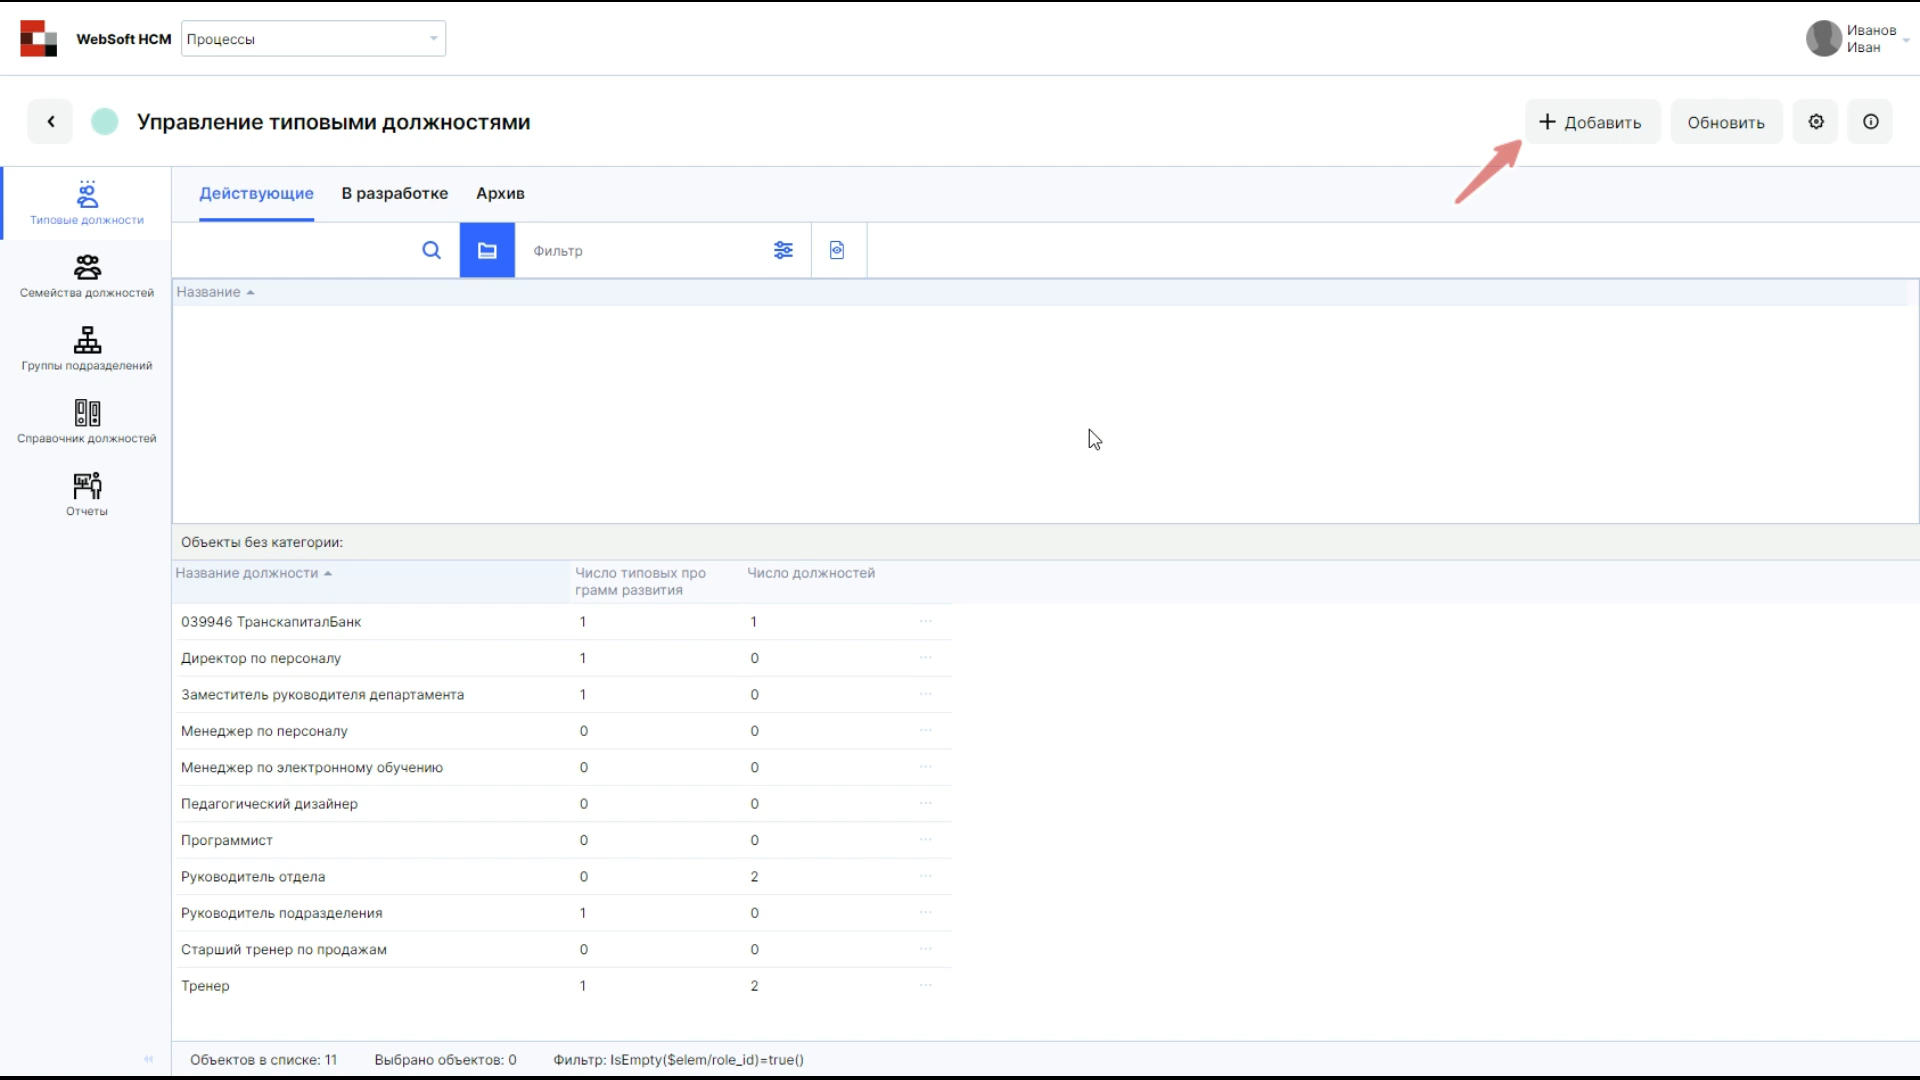 WebSoft HCM
Процессы
Иванов
Иван
Управление типовыми должностями
Добавить
Обновить
Типовые должности
Семейства должностей
Группы подразделений
Справочник должностей
Отчеты
Действующие В разработке Архив
Фильтр
Название
Объекты без категории:
Название должности Число типовых про Число должностей
грамм развития
039946 ТранскапиталБанк 1 1 ...
Директор по персоналу 1 0 ...
Заместитель руководителя департамента 1 0 ...
Менеджер по персоналу 0 0 ...
Менеджер по электронному обучению 0 0 ...
Педагогический дизайнер 0 0 ...
Программист 0 0 ...
Руководитель отдела 0 2 ...
Руководитель подразделения 1 0 ...
Старший тренер по продажам 0 0 ...
Тренер 1 2 ...
Объектов в списке: 11 Выбрано объектов: 0 Фильтр: IsEmpty($elem/role_id)=true()